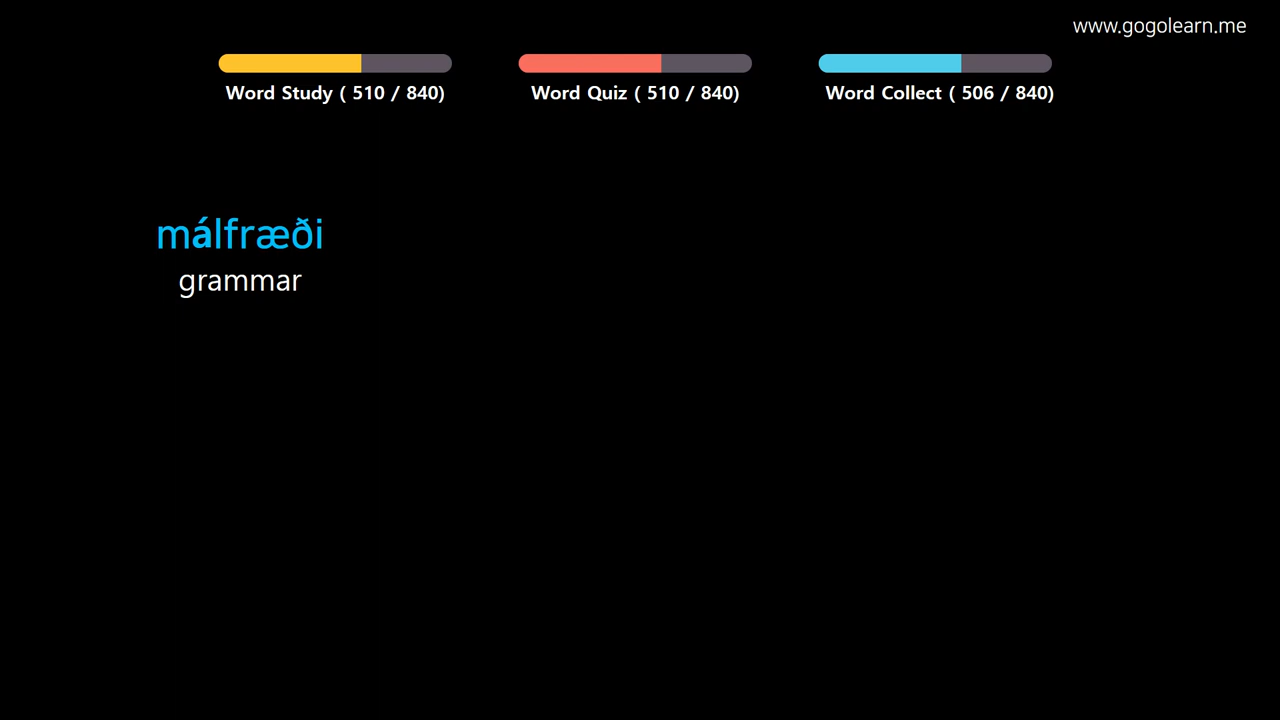 www.gogolearn.me
Word Study ( 510 / 840)
Word Quiz ( 510 / 840)
Word Collect ( 506 / 840)
málfræði
grammar